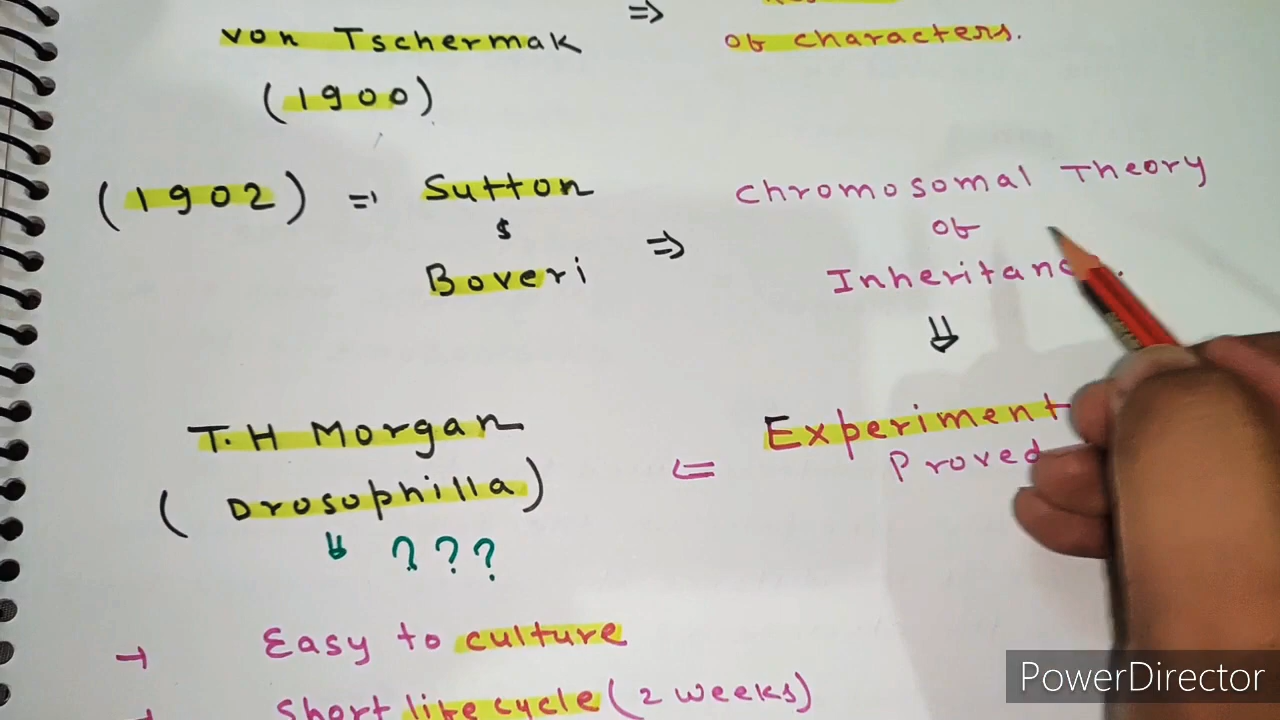 von Tschermak ⇒ of characters.
(1900)
(1902) ⇒ Sutton & Boveri ⇒ Chromosomal Theory of Inheritanc.
⇓
T.H Morgan ⇐ Experiment Proved
(Drosophilla)
⇓ ???
→ Easy to culture
→ Short life cycle (2 weeks)
PowerDirector